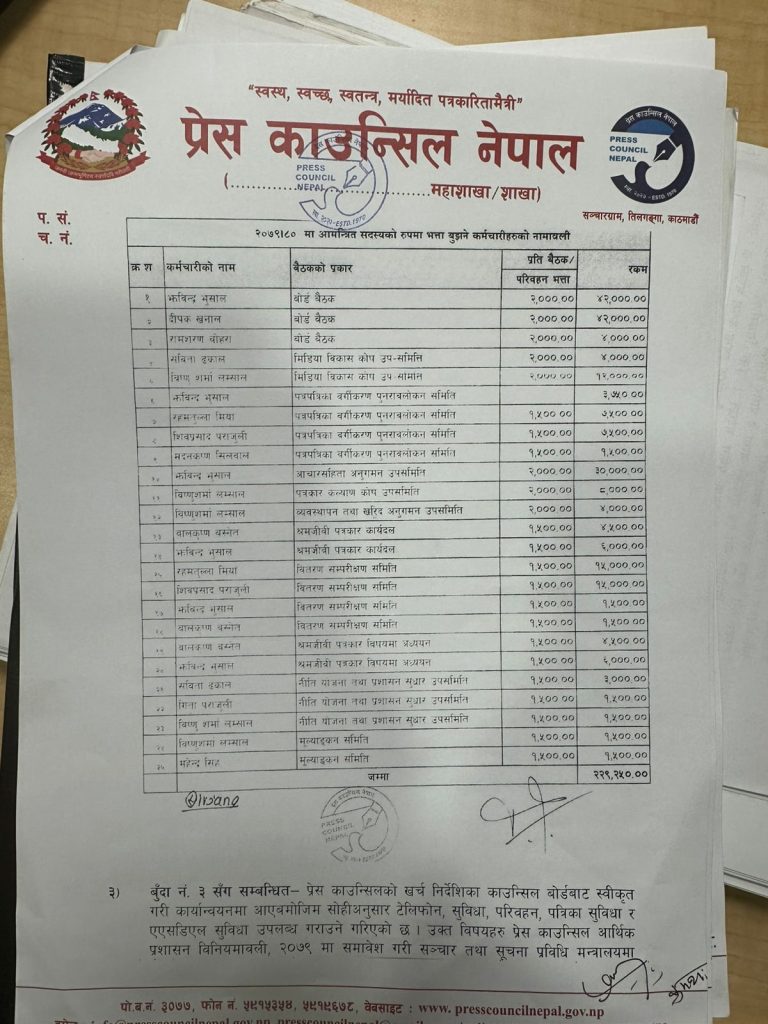 "स्वस्थ, स्वच्छ, स्वतन्त्र, मर्यादित पत्रकारितामैत्री"
प्रेस काउन्सिल नेपाल
PRESS
COUNCIL
NEPAL
(.............................महाशाखा/शाखा)
PRESS
COUNCIL
NEPAL
सञ्चारग्राम, तिलगङ्गा, काठमाडौं
प. सं.
च. नं.
२०७९।८० मा आमन्त्रित सदस्यको रुपमा भत्ता बुझ्ने कर्मचारीहरुको नामावली
क्र श कर्मचारीको नाम बैठकको प्रकार प्रति बैठक/ परिवहन भत्ता रकम
१ झविन्द्र भुसाल बोर्ड बैठक २,०००.०० ४२,०००.००
२ दीपक खनाल बोर्ड बैठक २,०००.०० ४२,०००.००
३ रामशरण बोहरा बोर्ड बैठक २,०००.०० ४,०००.००
सविता ढकाल मिडिया विकास कोष उप-समिति २,०००.०० ४,०००.००
विष्णु शर्मा लम्साल मिडिया विकास कोष उप समिति २,०००.०० १२,०००.००
६ झविन्द्र भुसाल पत्रपत्रिका वर्गीकरण पुनरावलोकन समिति ३,७५०.००
७ रहमतुल्ला मिया पत्रपत्रिका वर्गीकरण पुनरावलोकन समिति १,५००.०० ७,५००.००
८ शिवप्रसाद पराजुली पत्रपत्रिका वर्गीकरण पुनरावलोकन समिति १,५००.०० ७,५००.००
९ मदनकृष्ण सिलवाल पत्रपत्रिका वर्गीकरण पुनरावलोकन समिति १,५००.०० १,५००.००
१० झविन्द्र भुसाल आचारसंहिता अनुगमन उपसमिति २,०००.०० ३०,०००.००
११ विष्णुशर्मा लम्साल पत्रकार कल्याण कोष उपसमिति २,०००.०० ८,०००.००
१२ विष्णुशर्मा लम्साल व्यवस्थापन तथा खरिद अनुगमन उपसमिति २,०००.०० ४,०००.००
१३ बालकृष्ण बस्नेत श्रमजीवी पत्रकार कार्यदल १,५००.०० ४,५००.००
१४ झविन्द्र भुसाल श्रमजीवी पत्रकार कार्यदल १,५००.०० ६,०००.००
१५ रहमतुल्ला मिया वितरण सम्परीक्षण समिति १,५००.०० १५,०००.००
१६ शिवप्रसाद पराजुली वितरण सम्परीक्षण समिति १,५००.०० १५,०००.००
१७ झविन्द्र भुसाल वितरण सम्परीक्षण समिति १,५००.०० १,५००.००
१८ बालकृष्ण बस्नेत वितरण सम्परीक्षण समिति १,५००.०० १,५००.००
१९ बालकृष्ण बस्नेत श्रमजीवी पत्रकार विषयमा अध्ययन १,५००.०० ४,५००.००
२० झविन्द्र भुसाल श्रमजीवी पत्रकार विषयमा अध्ययन १,५००.०० ६,०००.००
२१ सविता ढकाल नीति योजना तथा प्रशासन सुधार उपसमिति १,५००.०० ३,०००.००
२२ गिता पराजुली नीति योजना तथा प्रशासन सुधार उपसमिति १,५००.०० १,५००.००
२३ विष्णु शर्मा लम्साल नीति योजना तथा प्रशासन सुधार उपसमिति १,५००.०० १,५००.००
२४ विष्णुशर्मा लम्साल मूल्याङ्कन समिति १,५००.०० १,५००.००
२५ महेन्द्र सिंह मूल्याङ्कन समिति १,५००.०० १,५००.००
जम्मा २२९,२५०.००
PRESS
COUNCIL
NEPAL
३) बुँदा नं. ३ सँग सम्बन्धित– प्रेस काउन्सिलको खर्च निर्देशिका काउन्सिल बोर्डबाट स्वीकृत
गरी कार्यान्वयनमा आएबमोजिम सोहीअनुसार टेलिफोन, सुविधा, परिवहन, पत्रिका सुविधा र
एएसडिएल सुविधा उपलब्ध गराउने गरिएको छ । उक्त विषयहरु प्रेस काउन्सिल आर्थिक
प्रशासन विनियमावली, २०७९ मा समावेश गरी सञ्चार तथा सूचना प्रविधि मन्त्रालयमा
पो.ब.नं. ३०७७, फोन नं. ५९१५३५४, ५९१९६७८, वेबसाइट : www.presscouncilnepal.gov.np